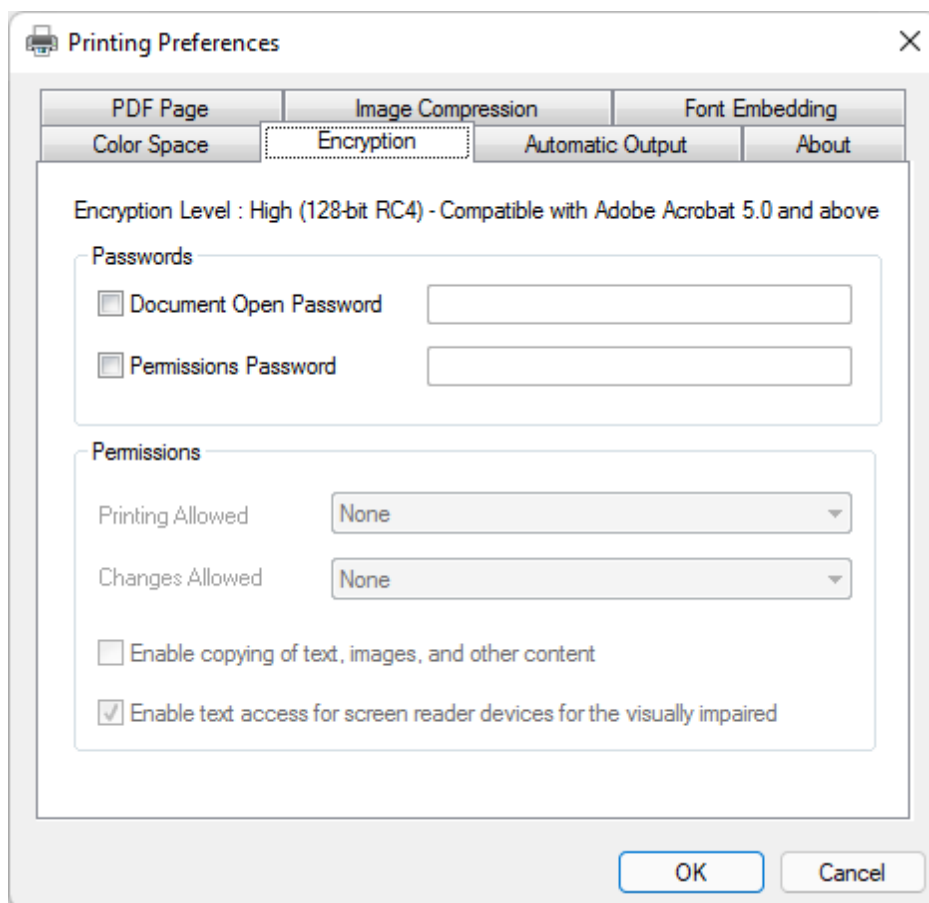 Printing Preferences
PDF Page Image Compression Font Embedding
Color Space Encryption Automatic Output About
Encryption Level : High (128-bit RC4) - Compatible with Adobe Acrobat 5.0 and above
Passwords
Document Open Password
Permissions Password
Permissions
Printing Allowed None
Changes Allowed None
Enable copying of text, images, and other content
Enable text access for screen reader devices for the visually impaired
OK Cancel